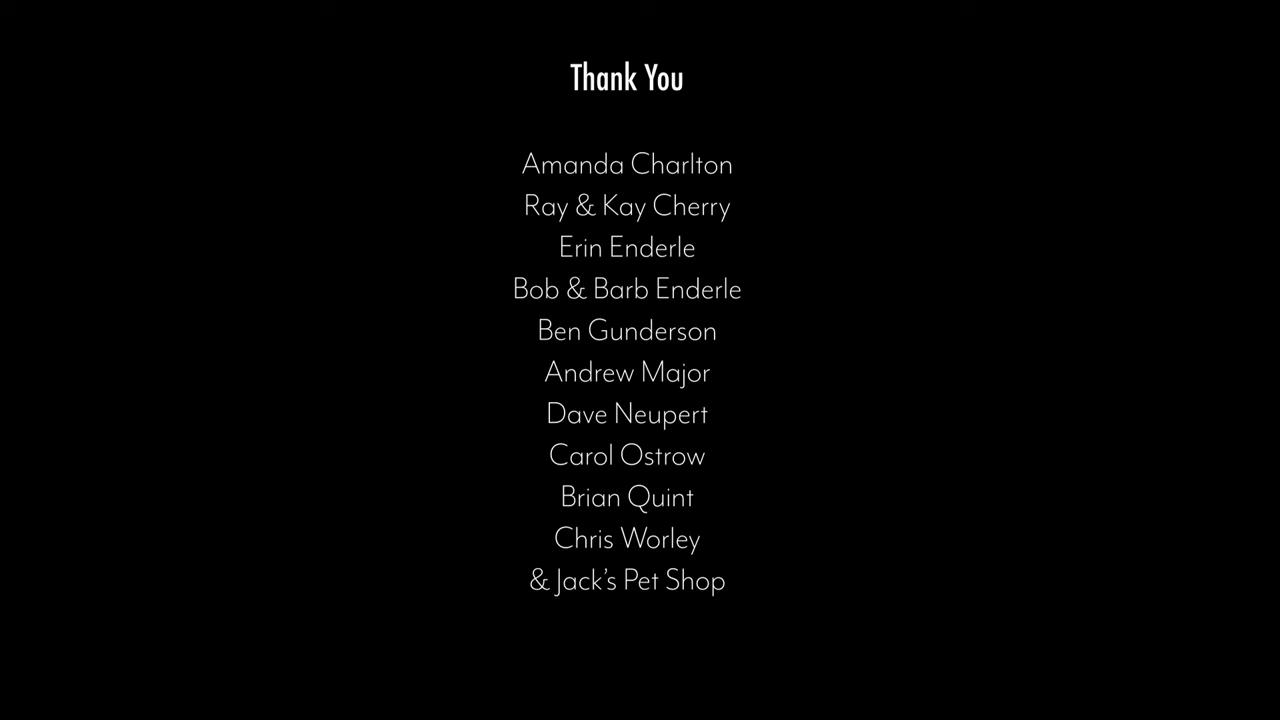 Thank You
Amanda Charlton
Ray & Kay Cherry
Erin Enderle
Bob & Barb Enderle
Ben Gunderson
Andrew Major
Dave Neupert
Carol Ostrow
Brian Quint
Chris Worley
& Jack’s Pet Shop